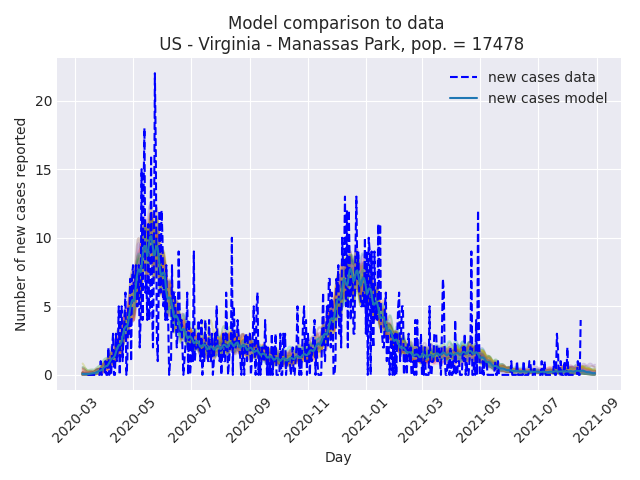 Model comparison to data
US - Virginia - Manassas Park, pop. = 17478
new cases data
new cases model
Number of new cases reported
20
15
10
5
0
2020-03
2020-05
2020-07
2020-09
2020-11
2021-01
2021-03
2021-05
2021-07
2021-09
Day